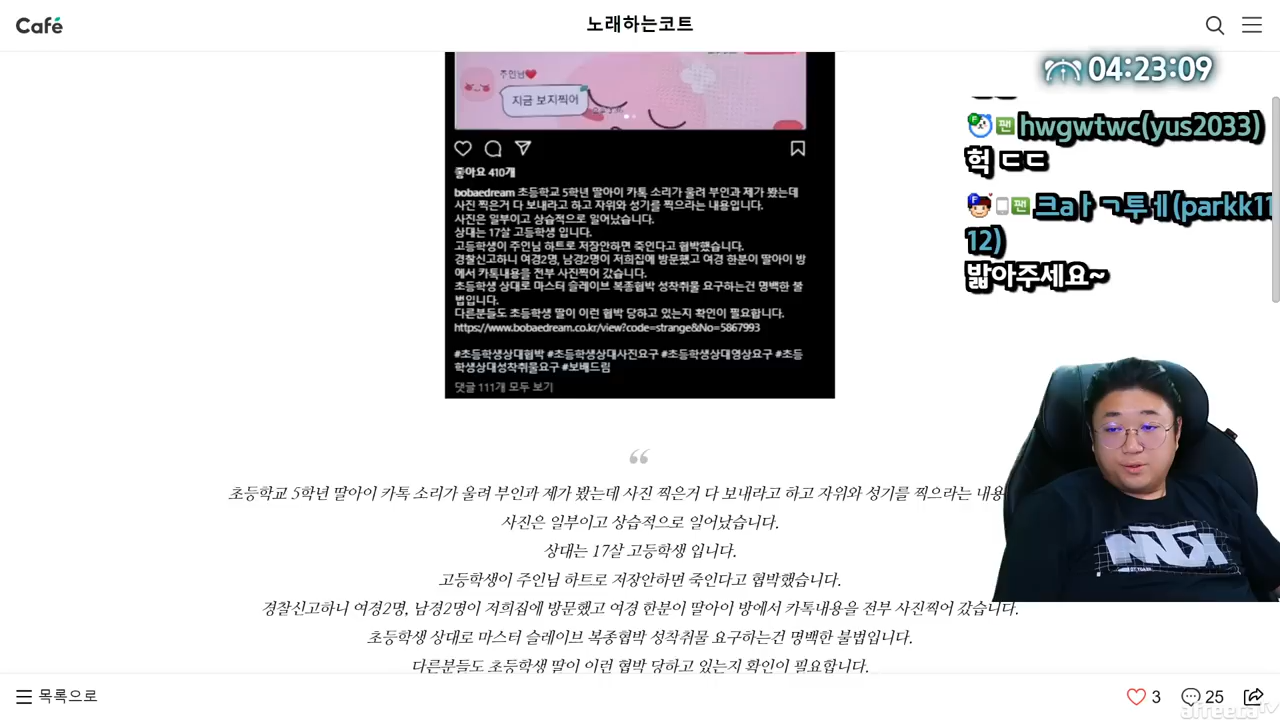 Café
노래하는코트
04:23:09
주인님❤
지금 보지찍어
좋아요 410개
bobaedream 초등학교 5학년 딸아이 카톡 소리가 울려 부인과 제가 봤는데
사진 찍은거 다 보내라고 하고 자위와 성기를 찍으라는 내용입니다.
사진은 일부이고 상습적으로 일어났습니다.
상대는 17살 고등학생 입니다.
고등학생이 주인님 하트로 저장안하면 죽인다고 협박했습니다.
경찰신고하니 여경2명, 남경2명이 저희집에 방문했고 여경 한분이 딸아이 방
에서 카톡내용을 전부 사진찍어 갔습니다.
초등학생 상대로 마스터 슬레이브 복종협박 성착취물 요구하는건 명백한 불
법입니다.
다른분들도 초등학생 딸이 이런 협박 당하고 있는지 확인이 필요합니다.
https://www.bobaedream.co.kr/view?code=strange&No=5867993
#초등학생상대협박 #초등학생상대사진요구 #초등학생상대영상요구 #초등
학생상대성착취물요구 #보배드림
댓글 111개 모두 보기
“
초등학교 5학년 딸아이 카톡 소리가 울려 부인과 제가 봤는데 사진 찍은거 다 보내라고 하고 자위와 성기를 찍으라는 내용
사진은 일부이고 상습적으로 일어났습니다.
상대는 17살 고등학생 입니다.
고등학생이 주인님 하트로 저장안하면 죽인다고 협박했습니다.
경찰신고하니 여경2명, 남경2명이 저희집에 방문했고 여경 한분이 딸아이 방에서 카톡내용을 전부 사진찍어 갔습니다.
초등학생 상대로 마스터 슬레이브 복종협박 성착취물 요구하는건 명백한 불법입니다.
다른분들도 초등학생 딸이 이런 협박 당하고 있는지 확인이 필요합니다.
팬 hwgwtwc(yus2033)
헉 ㄷㄷ
팬 크aㅏㄱ투ㅔ(parkk11
12)
밟아주세요~
목록으로
3
25
afreecaTV